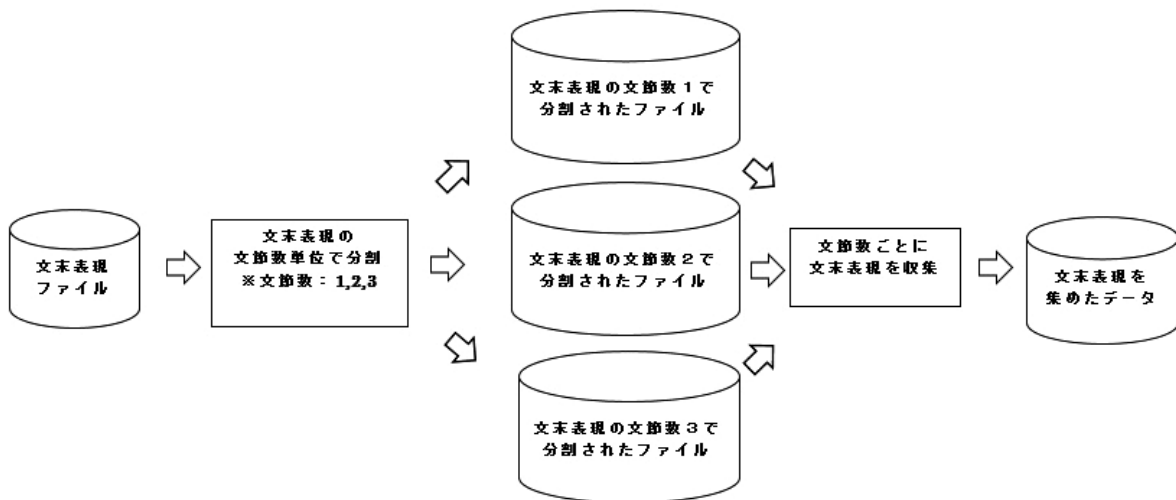 文末表現
ファイル
文末表現の
文節数単位で分割
※文節数：1,2,3
文末表現の文節数１で
分割されたファイル
文末表現の文節数２で
分割されたファイル
文末表現の文節数３で
分割されたファイル
文節数ごとに
文末表現を収集
文末表現を
集めたデータ